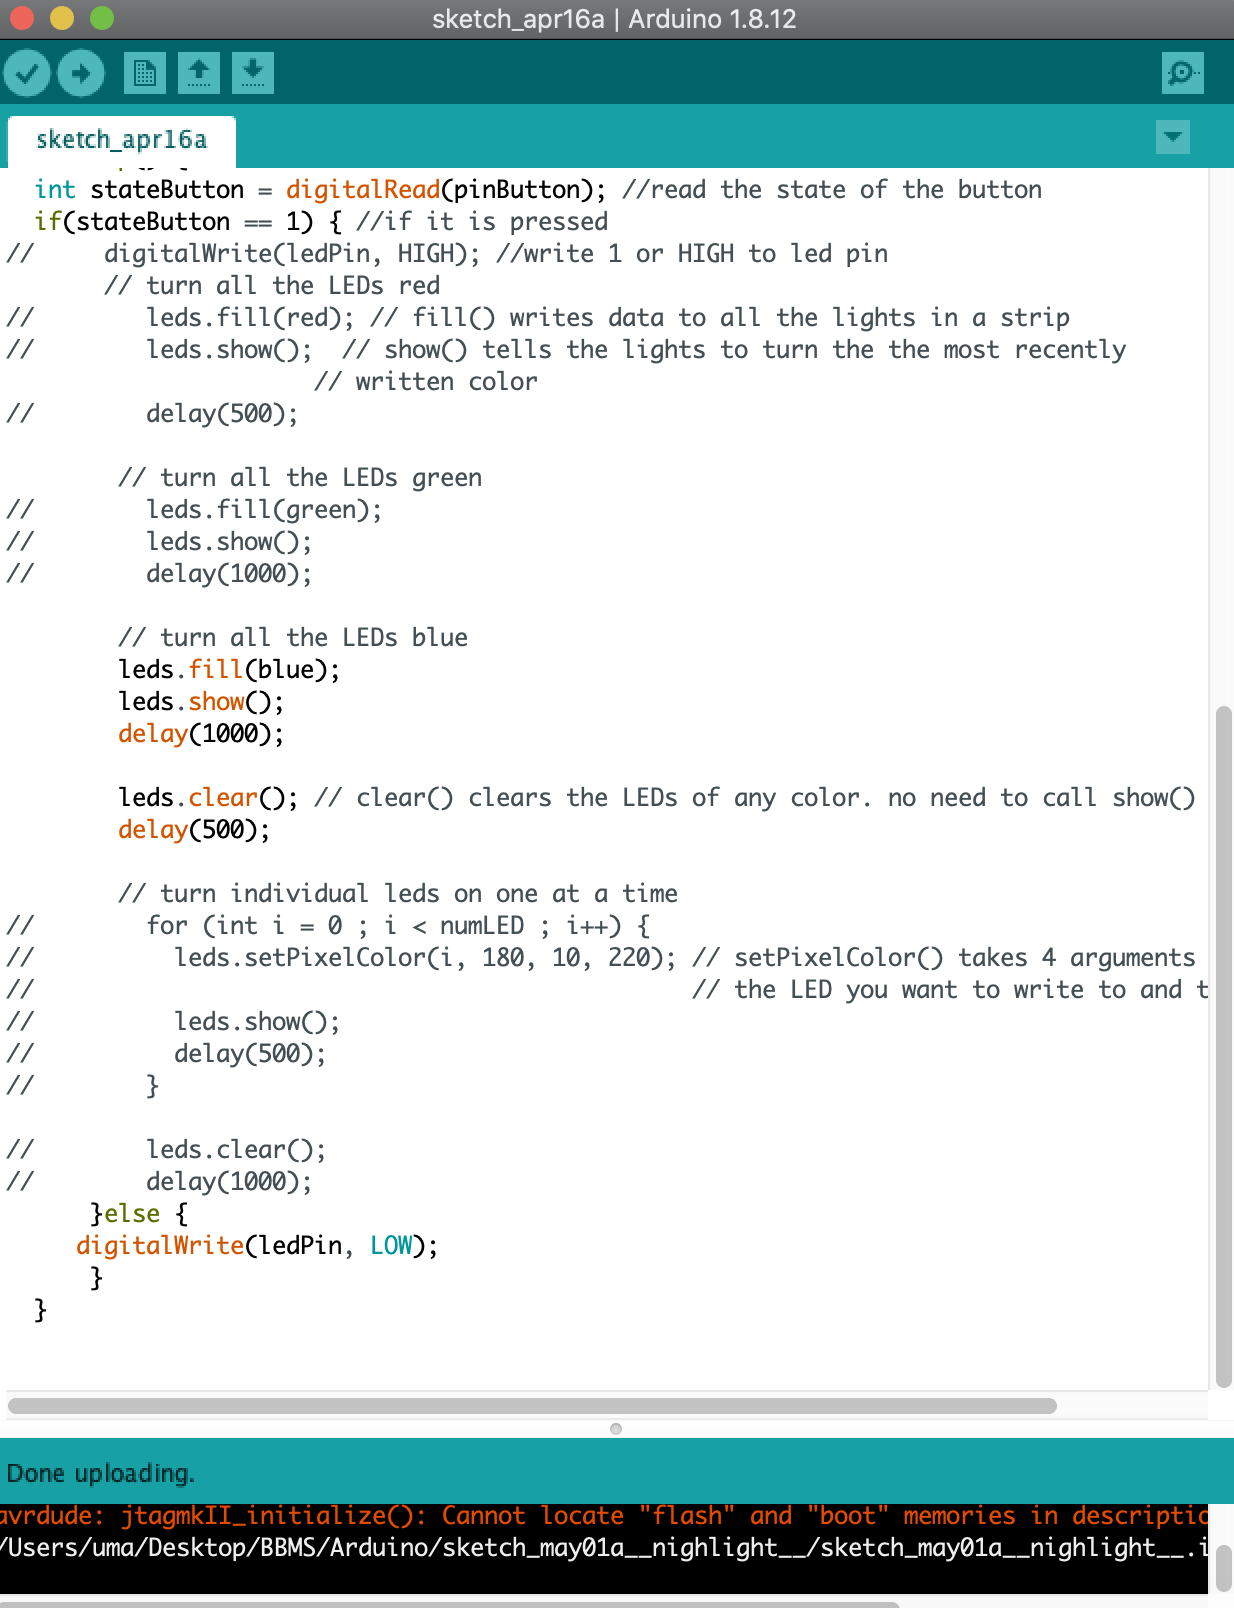 sketch_apr16a | Arduino 1.8.12
sketch_apr16a
int stateButton = digitalRead(pinButton); //read the state of the button
if(stateButton == 1) { //if it is pressed
// digitalWrite(ledPin, HIGH); //write 1 or HIGH to led pin
// turn all the LEDs red
// leds.fill(red); // fill() writes data to all the lights in a strip
// leds.show(); // show() tells the lights to turn the the most recently
// written color
// delay(500);
// turn all the LEDs green
// leds.fill(green);
// leds.show();
// delay(1000);
// turn all the LEDs blue
leds.fill(blue);
leds.show();
delay(1000);
leds.clear(); // clear() clears the LEDs of any color. no need to call show()
delay(500);
// turn individual leds on one at a time
// for (int i = 0 ; i < numLED ; i++) {
// leds.setPixelColor(i, 180, 10, 220); // setPixelColor() takes 4 arguments
// // the LED you want to write to and t
// leds.show();
// delay(500);
// }
// leds.clear();
// delay(1000);
}else {
digitalWrite(ledPin, LOW);
}
}
Done uploading.
avrdude: jtagmkII_initialize(): Cannot locate "flash" and "boot" memories in descriptio
/Users/uma/Desktop/BBMS/Arduino/sketch_may01a__nighlight__/sketch_may01a__nighlight__.i